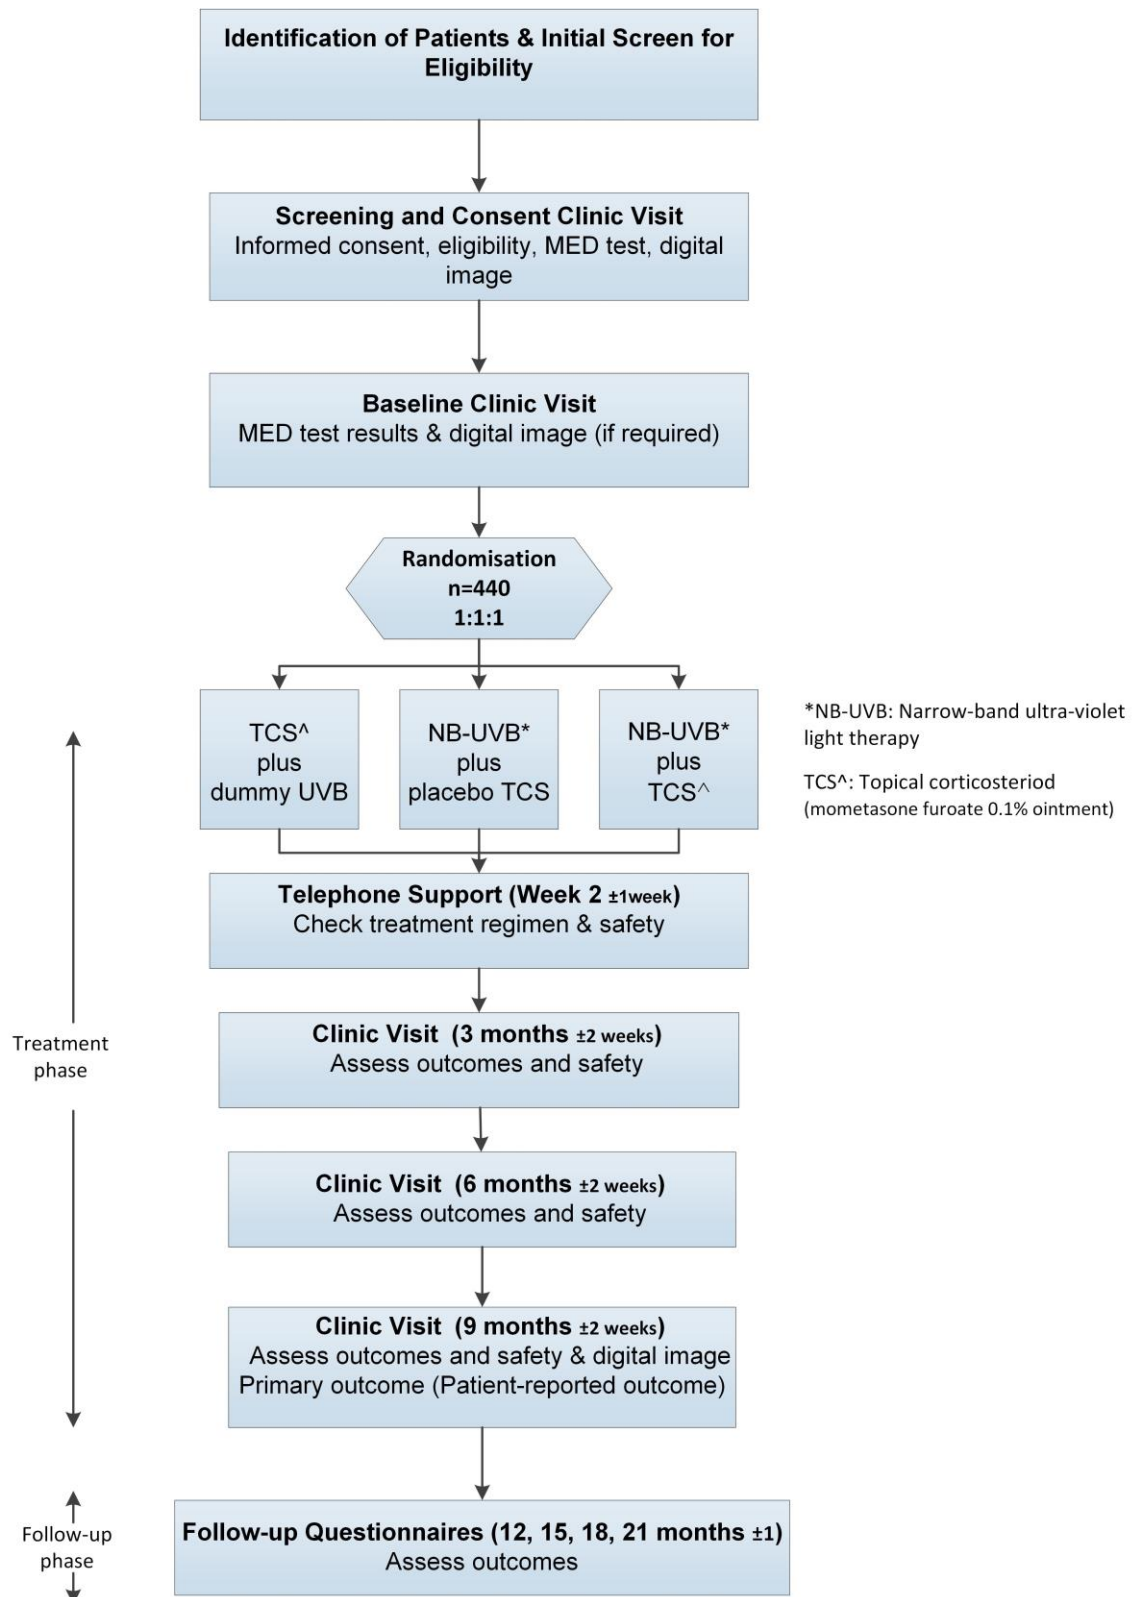 Identification of Patients & Initial Screen for
Eligibility
Screening and Consent Clinic Visit
Informed consent, eligibility, MED test, digital
image
Baseline Clinic Visit
MED test results & digital image (if required)
Randomisation
n=440
1:1:1
TCS^
plus
dummy UVB
NB-UVB*
plus
placebo TCS
NB-UVB*
plus
TCS^
*NB-UVB: Narrow-band ultra-violet
light therapy
TCS^: Topical corticosteriod
(mometasone furoate 0.1% ointment)
Telephone Support (Week 2 ±1week)
Check treatment regimen & safety
Treatment
phase
Clinic Visit (3 months ±2 weeks)
Assess outcomes and safety
Clinic Visit (6 months ±2 weeks)
Assess outcomes and safety
Clinic Visit (9 months ±2 weeks)
Assess outcomes and safety & digital image
Primary outcome (Patient-reported outcome)
Follow-up
phase
Follow-up Questionnaires (12, 15, 18, 21 months ±1)
Assess outcomes